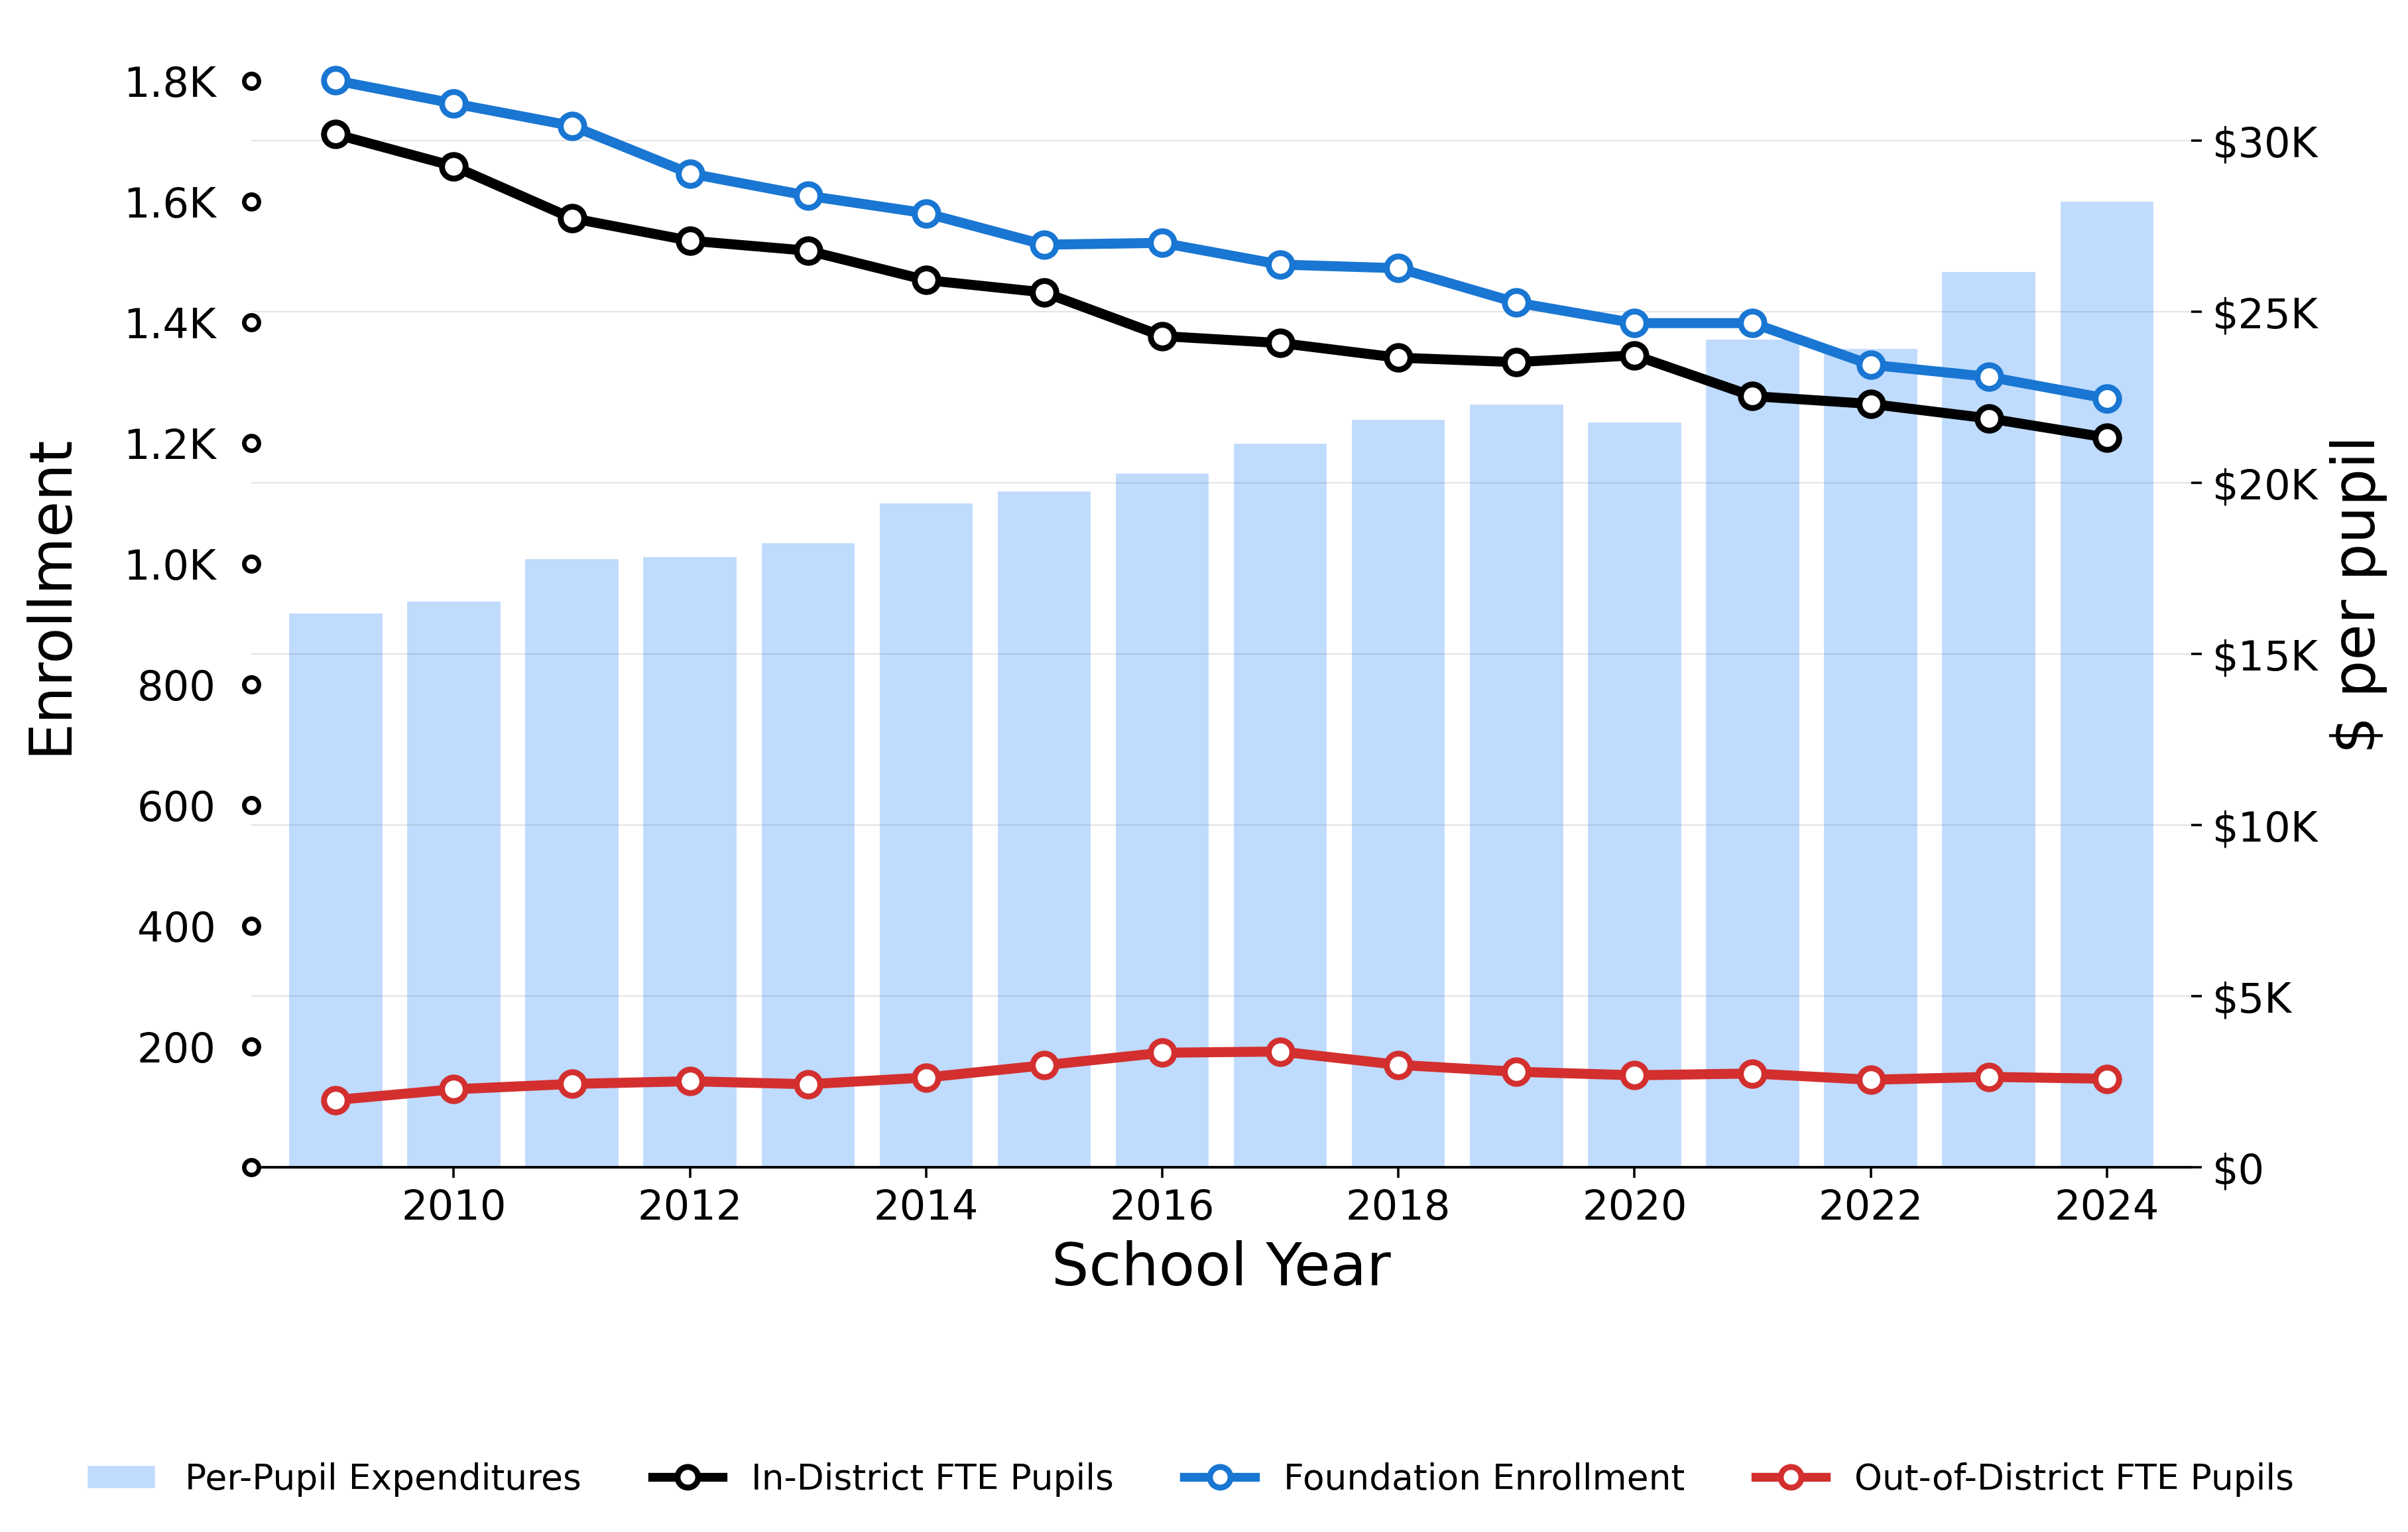 Enrollment
1.8K
1.6K
1.4K
1.2K
1.0K
800
600
400
200
$30K
$25K
$20K
$15K
$10K
$5K
$0
$ per pupil
2010 2012 2014 2016 2018 2020 2022 2024
School Year
Per-Pupil Expenditures In-District FTE Pupils Foundation Enrollment Out-of-District FTE Pupils